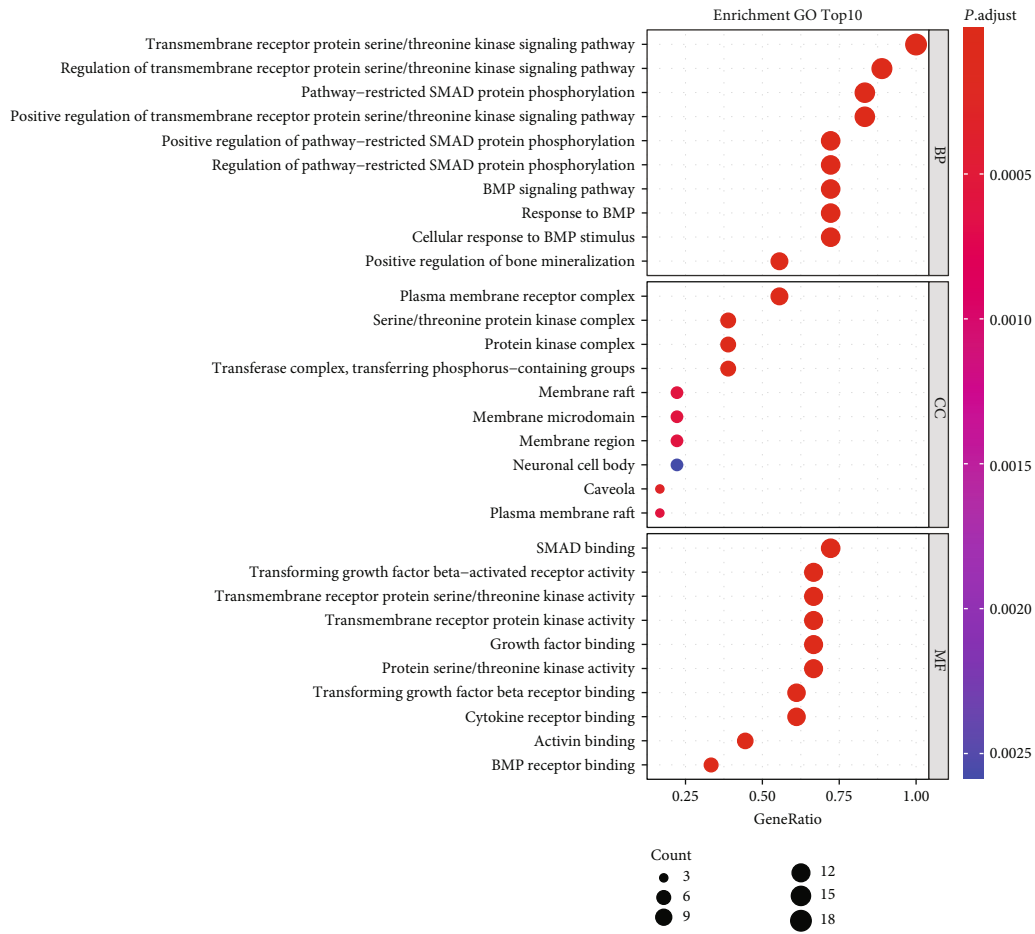 Enrichment GO Top10
P.adjust
Transmembrane receptor protein serine/threonine kinase signaling pathway
Regulation of transmembrane receptor protein serine/threonine kinase signaling pathway
Pathway−restricted SMAD protein phosphorylation
Positive regulation of transmembrane receptor protein serine/threonine kinase signaling pathway
Positive regulation of pathway−restricted SMAD protein phosphorylation
Regulation of pathway−restricted SMAD protein phosphorylation
BMP signaling pathway
Response to BMP
Cellular response to BMP stimulus
Positive regulation of bone mineralization
BP
Plasma membrane receptor complex
Serine/threonine protein kinase complex
Protein kinase complex
Transferase complex, transferring phosphorus−containing groups
Membrane raft
Membrane microdomain
Membrane region
Neuronal cell body
Caveola
Plasma membrane raft
CC
SMAD binding
Transforming growth factor beta−activated receptor activity
Transmembrane receptor protein serine/threonine kinase activity
Transmembrane receptor protein kinase activity
Growth factor binding
Protein serine/threonine kinase activity
Transforming growth factor beta receptor binding
Cytokine receptor binding
Activin binding
BMP receptor binding
MF
0.0005
0.0010
0.0015
0.0020
0.0025
0.25 0.50 0.75 1.00
GeneRatio
Count
3
6
9
12
15
18